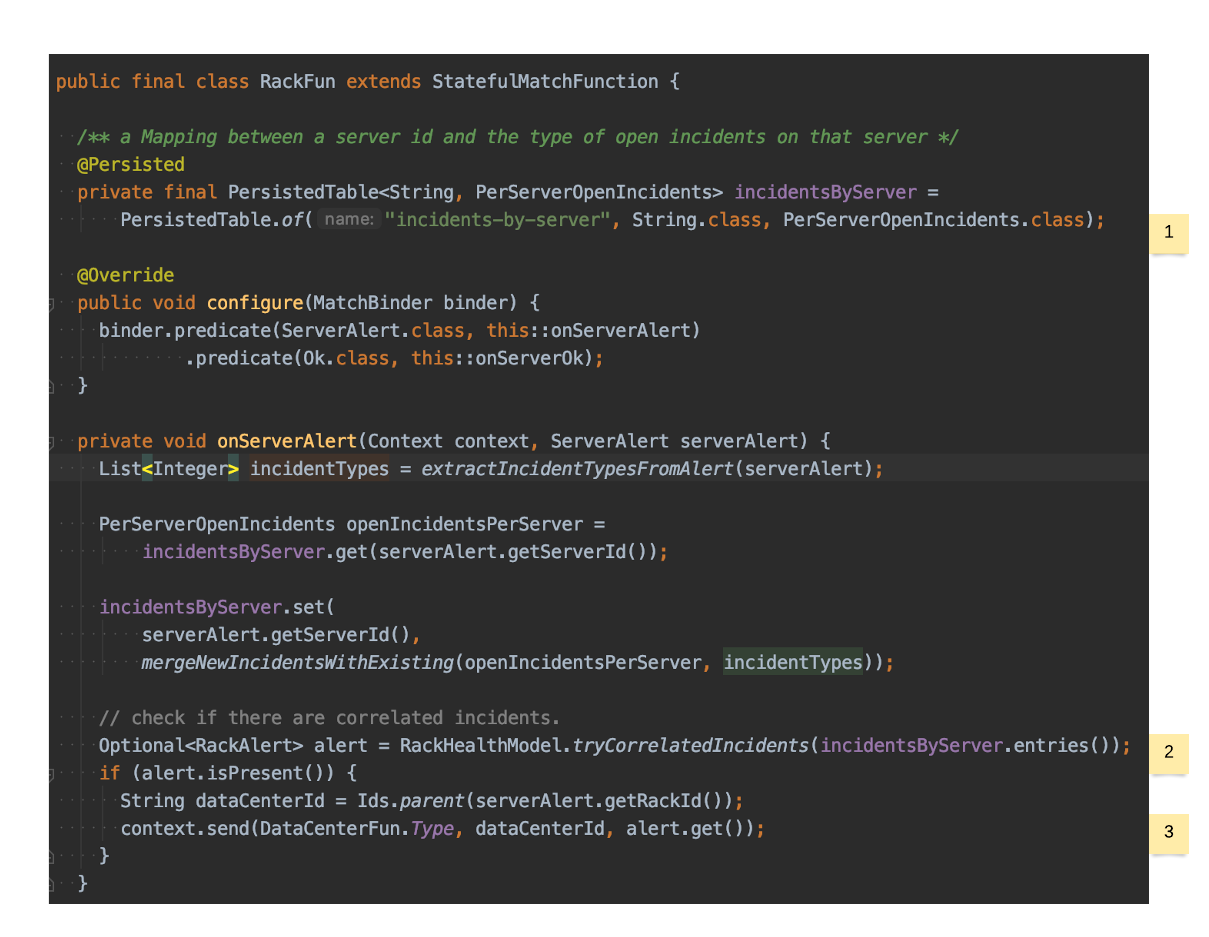 public final class RackFun extends StatefulMatchFunction {
/** a Mapping between a server id and the type of open incidents on that server */
@Persisted
private final PersistedTable<String, PerServerOpenIncidents> incidentsByServer =
PersistedTable.of( name: "incidents-by-server", String.class, PerServerOpenIncidents.class);
1
@Override
public void configure(MatchBinder binder) {
binder.predicate(ServerAlert.class, this::onServerAlert)
.predicate(Ok.class, this::onServerOk);
}
private void onServerAlert(Context context, ServerAlert serverAlert) {
List<Integer> incidentTypes = extractIncidentTypesFromAlert(serverAlert);
PerServerOpenIncidents openIncidentsPerServer =
incidentsByServer.get(serverAlert.getServerId());
incidentsByServer.set(
serverAlert.getServerId(),
mergeNewIncidentsWithExisting(openIncidentsPerServer, incidentTypes));
// check if there are correlated incidents.
Optional<RackAlert> alert = RackHealthModel.tryCorrelatedIncidents(incidentsByServer.entries());
2
if (alert.isPresent()) {
String dataCenterId = Ids.parent(serverAlert.getRackId());
context.send(DataCenterFun.Type, dataCenterId, alert.get());
3
}
}